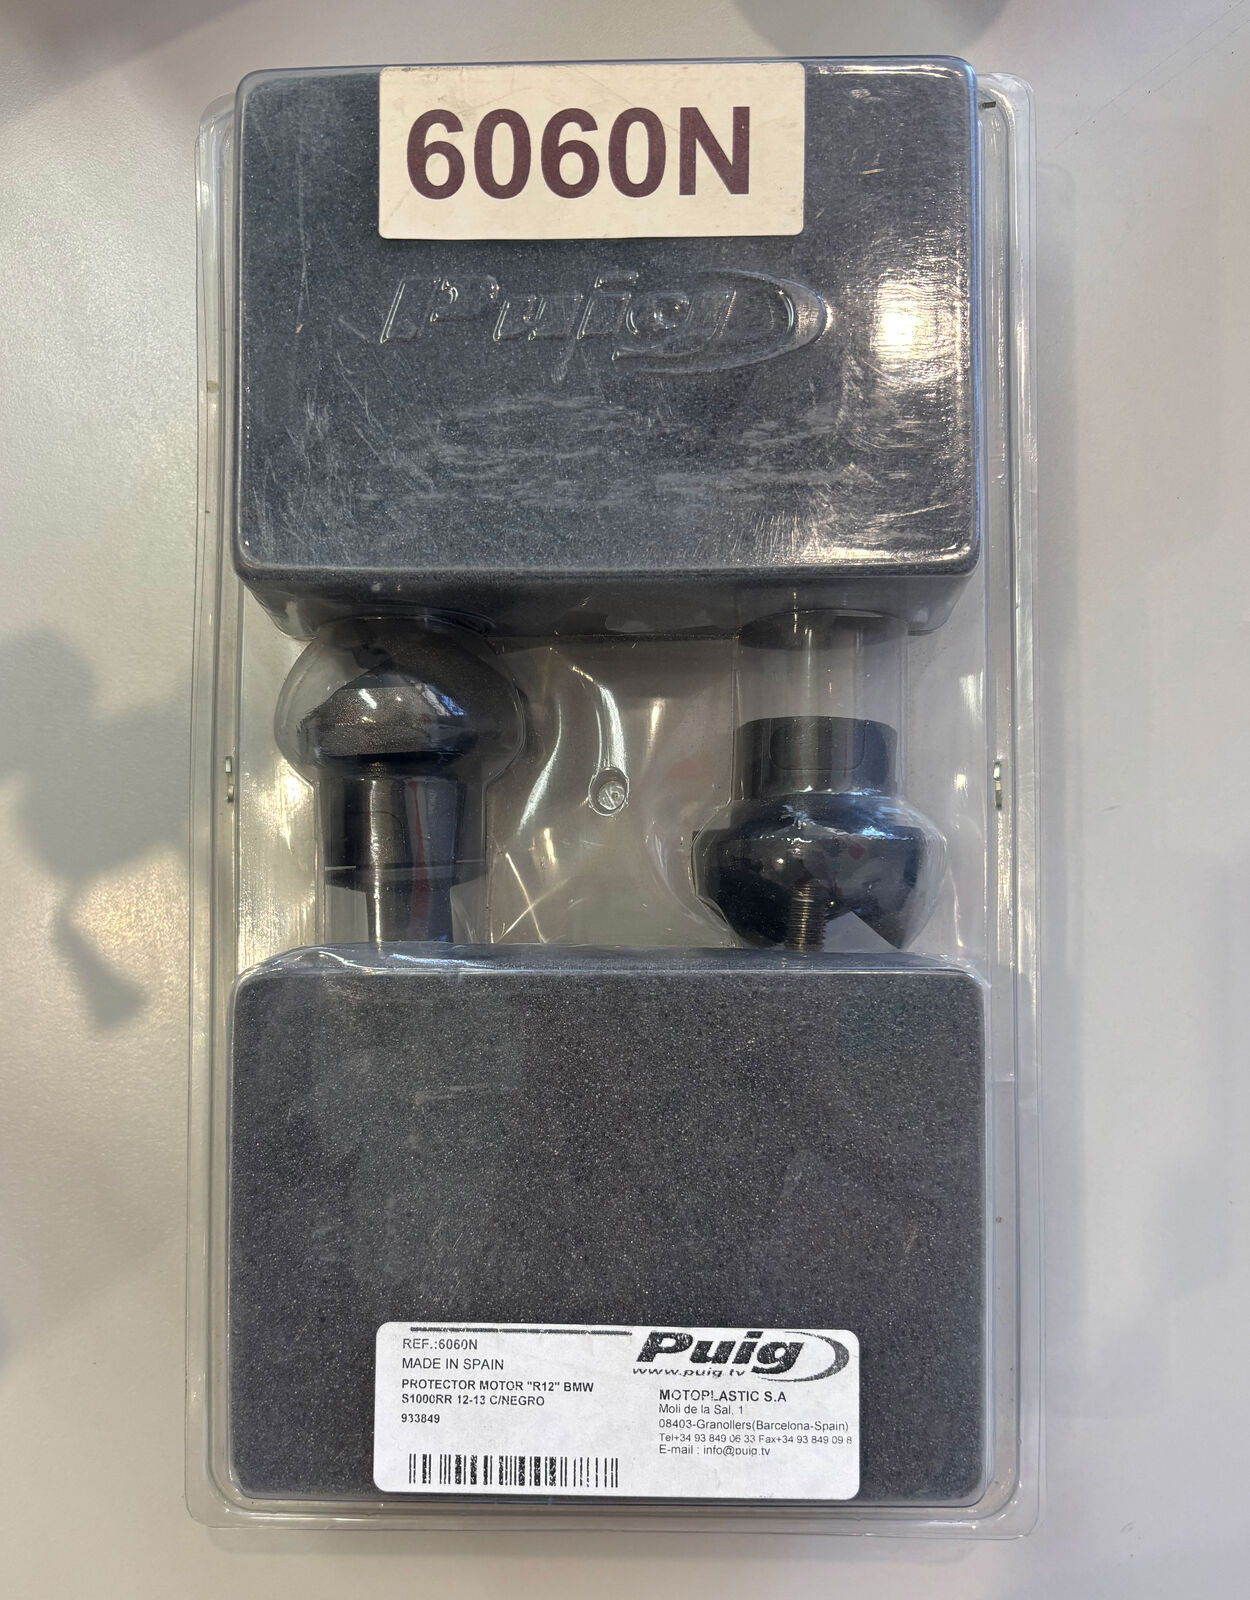 6060N
Puig
REF.:6060N
MADE IN SPAIN
PROTECTOR MOTOR "R12" BMW
S1000RR 12-13 C/NEGRO
933849
Puig
www.puig.tv
MOTOPLASTIC S.A
Moli de la Sal, 1
08403-Granollers(Barcelona-Spain)
Tel+34 93 849 06 33 Fax+34 93 849 09 8
E-mail : info@puig.tv